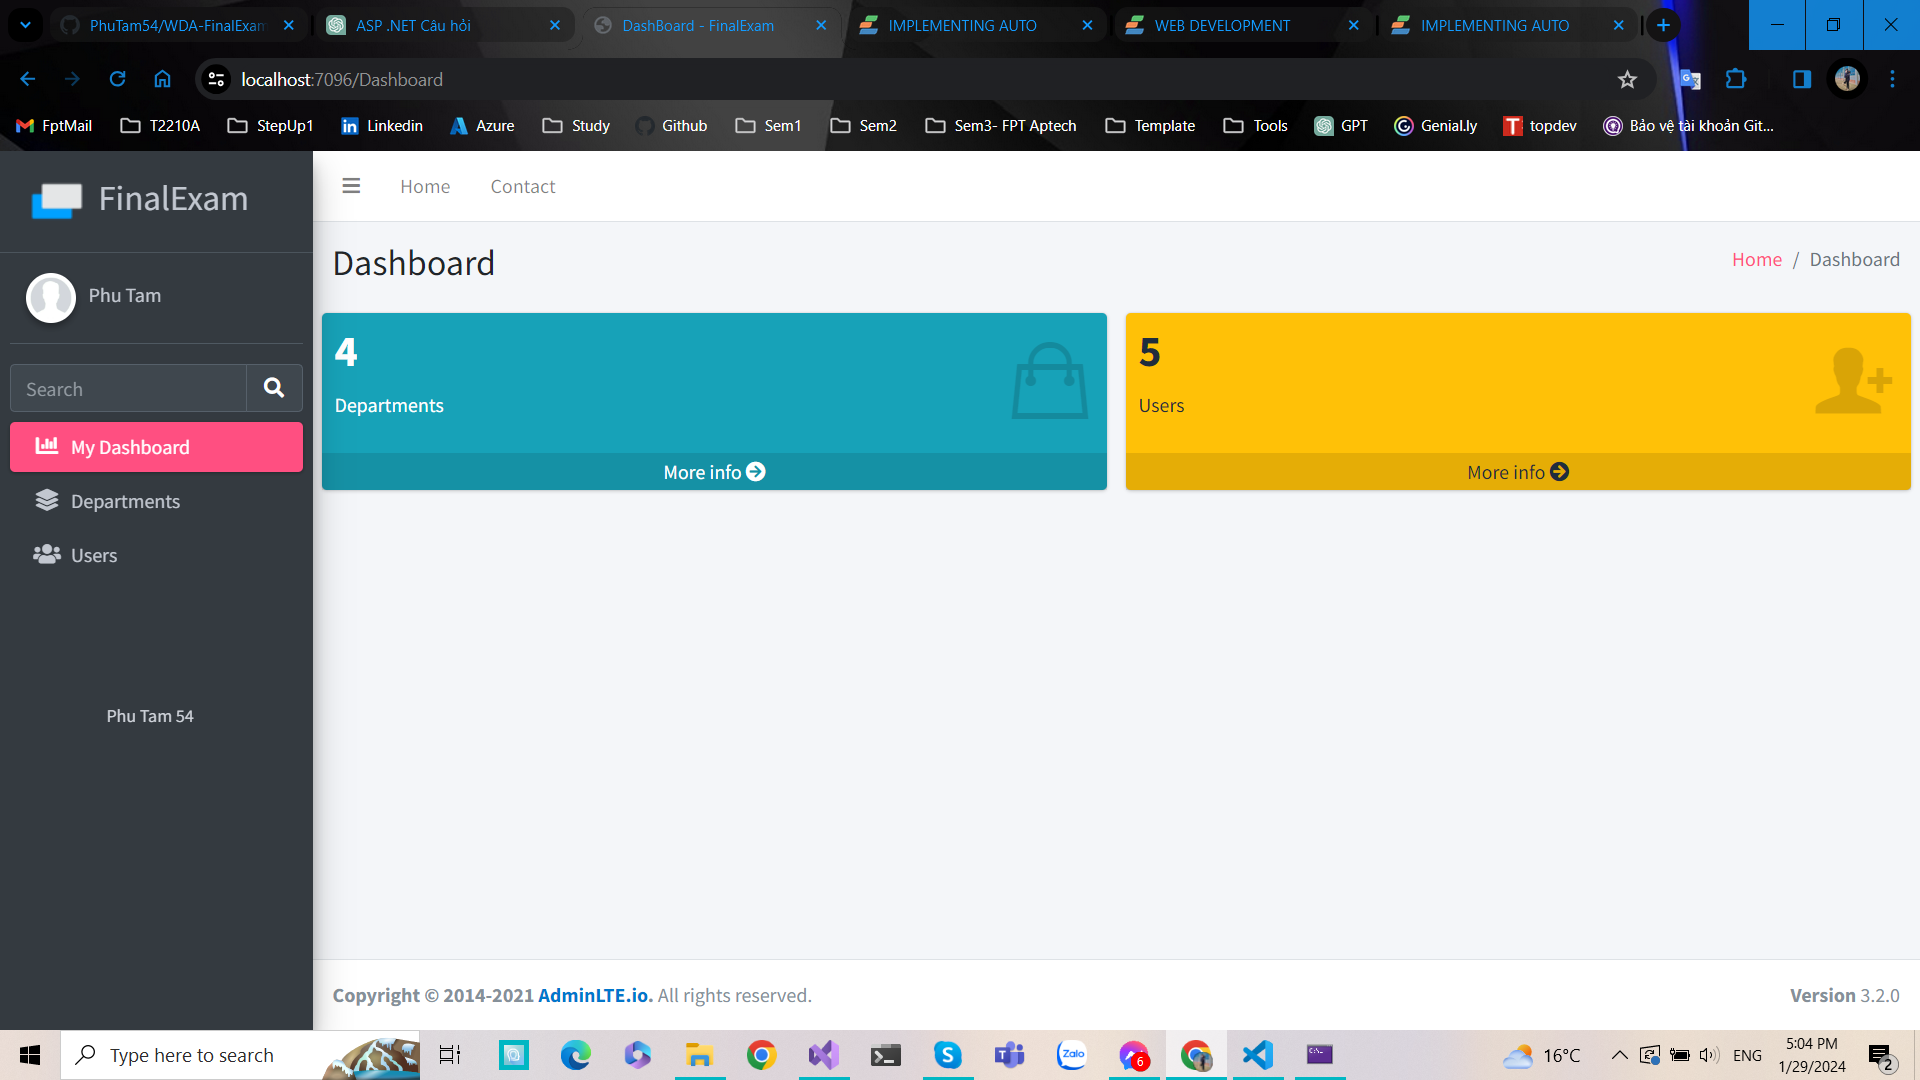 PhuTam54/WDA-FinalExam
ASP .NET Câu hỏi
DashBoard - FinalExam
IMPLEMENTING AUTO
WEB DEVELOPMENT
IMPLEMENTING AUTO
localhost:7096/Dashboard
FptMail
T2210A
StepUp1
Linkedin
Azure
Study
Github
Sem1
Sem2
Sem3- FPT Aptech
Template
Tools
GPT
Genial.ly
topdev
Bảo vệ tài khoản Git...
FinalExam
Home
Contact
Dashboard
Home / Dashboard
Phu Tam
Search
My Dashboard
Departments
Users
Phu Tam 54
4
Departments
More info
5
Users
More info
Copyright © 2014-2021 AdminLTE.io. All rights reserved.
Version 3.2.0
Type here to search
Zalo
6
16°C
ENG
5:04 PM
1/29/2024
2